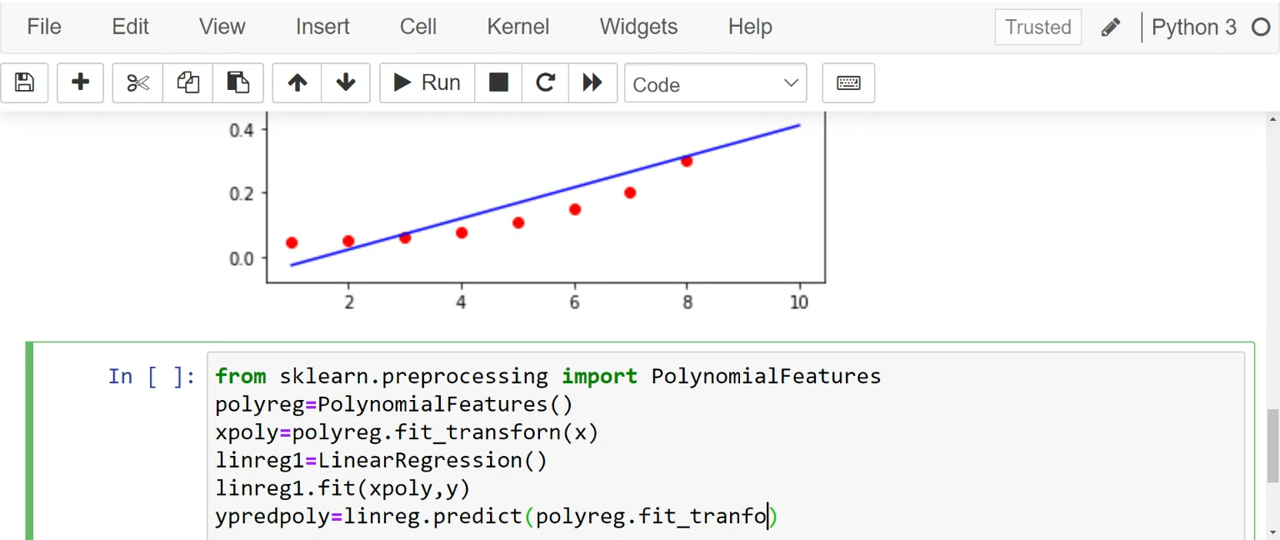 File Edit View Insert Cell Kernel Widgets Help Trusted Python 3
Run Code
0.4
0.2
0.0
2 4 6 8 10
In [ ]:
from sklearn.preprocessing import PolynomialFeatures
polyreg=PolynomialFeatures()
xpoly=polyreg.fit_transforn(x)
linreg1=LinearRegression()
linreg1.fit(xpoly,y)
ypredpoly=linreg.predict(polyreg.fit_tranfo)